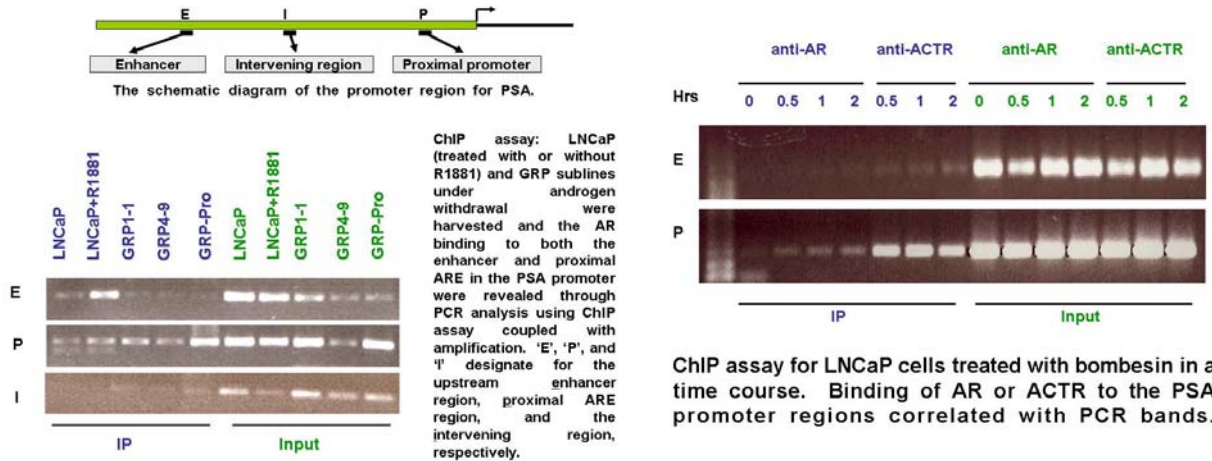 E I P
Enhancer Intervening region Proximal promoter
The schematic diagram of the promoter region for PSA.
LNCaP
LNCaP+R1881
GRP1-1
GRP4-9
GRP-Pro
LNCaP
LNCaP+R1881
GRP1-1
GRP4-9
GRP-Pro
E
P
I
IP Input
ChIP assay: LNCaP
(treated with or without
R1881) and GRP sublines
under androgen
withdrawal were
harvested and the AR
binding to both the
enhancer and proximal
ARE in the PSA promoter
were revealed through
PCR analysis using ChIP
assay coupled with
amplification. ‘E’, ‘P’, and
‘I’ designate for the
upstream enhancer
region, proximal ARE
region, and the
intervening region,
respectively.
anti-AR anti-ACTR anti-AR anti-ACTR
Hrs 0 0.5 1 2 0.5 1 2 0 0.5 1 2 0.5 1 2
E
P
IP Input
ChIP assay for LNCaP cells treated with bombesin in a
time course. Binding of AR or ACTR to the PSA
promoter regions correlated with PCR bands.